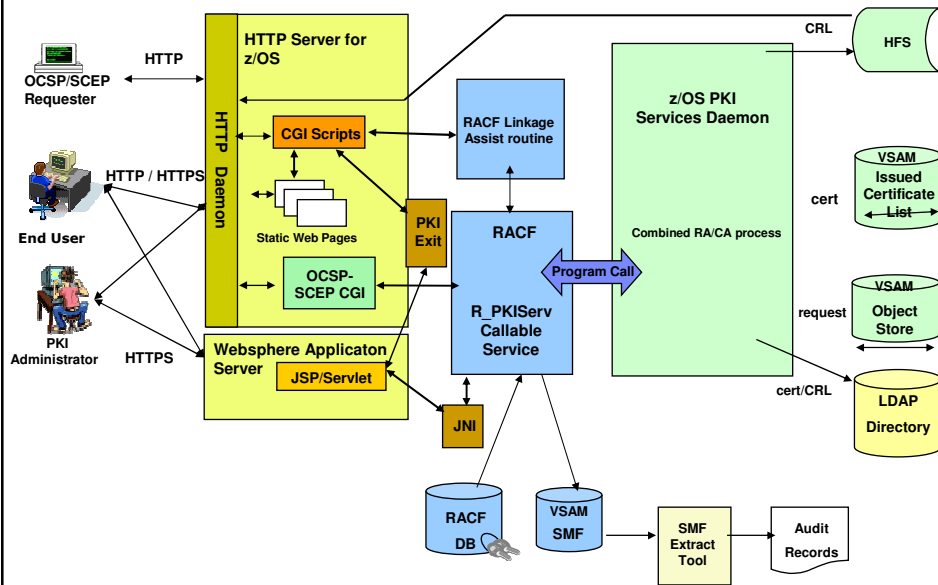 HTTP
OCSP/SCEP
Requester
HTTP / HTTPS
End User
PKI
Administrator
HTTPS
HTTP Server for
z/OS
HTTP Daemon
CGI Scripts
Static Web Pages
OCSP-
SCEP CGI
PKI
Exit
Websphere Applicaton
Server
JSP/Servlet
JNI
RACF Linkage
Assist routine
RACF
R_PKIServ
Callable
Service
Program Call
z/OS PKI
Services Daemon
Combined RA/CA process
CRL
HFS
cert
VSAM
Issued
Certificate
List
request
VSAM
Object
Store
cert/CRL
LDAP
Directory
RACF
DB
VSAM
SMF
SMF
Extract
Tool
Audit
Records